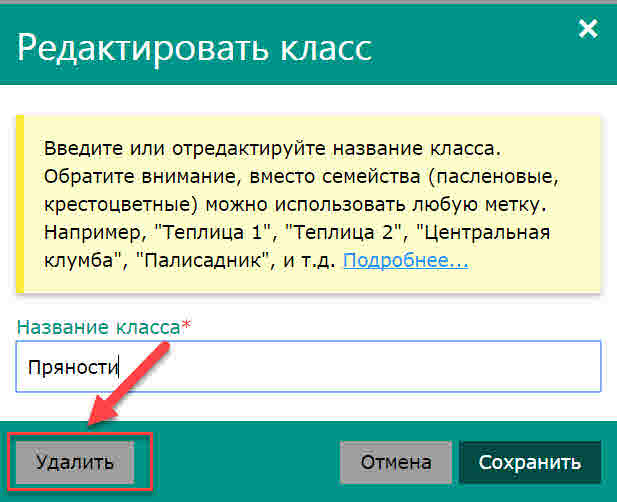 Редактировать класс
Введите или отредактируйте название класса.
Обратите внимание, вместо семейства (пасленовые,
крестоцветные) можно использовать любую метку.
Например, "Теплица 1", "Теплица 2", "Центральная
клумба", "Палисадник", и т.д. Подробнее...
Название класса*
Пряности
Удалить
Отмена
Сохранить